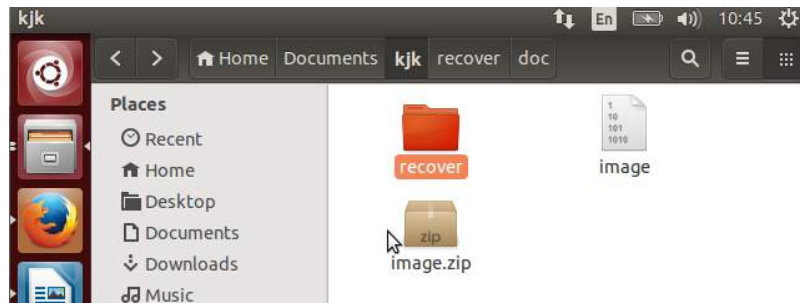 kjk
En
10:45
Home Documents kjk recover doc
Places
Recent
Home
Desktop
Documents
Downloads
Music
recover
1
10
101
1010
image
zip
image.zip